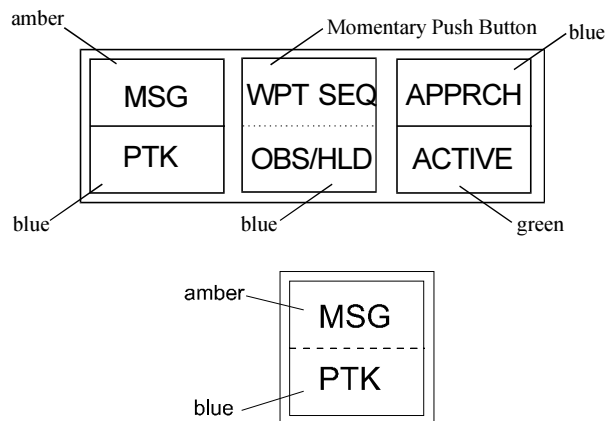 amber
Momentary Push Button
blue
MSG
WPT SEQ
APPRCH
PTK
OBS/HLD
ACTIVE
blue
blue
green
amber
MSG
PTK
blue